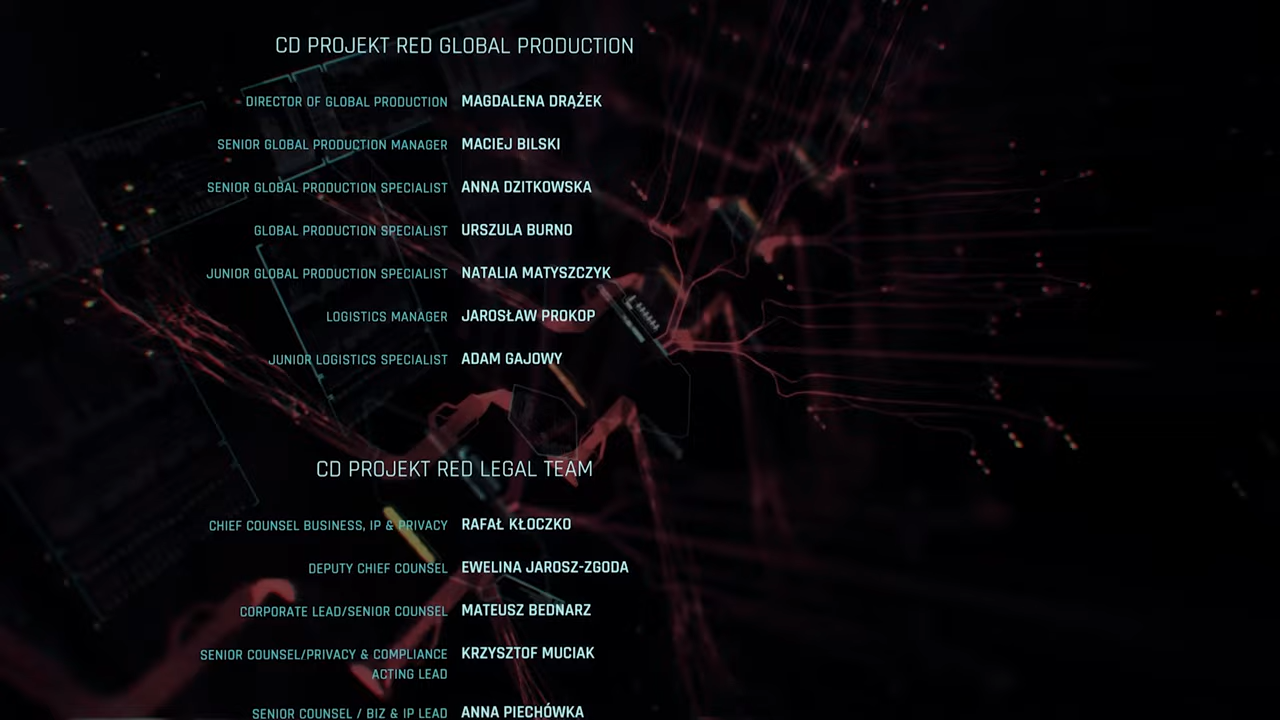 CD PROJEKT RED GLOBAL PRODUCTION
DIRECTOR OF GLOBAL PRODUCTION MAGDALENA DRĄŻEK
SENIOR GLOBAL PRODUCTION MANAGER MACIEJ BILSKI
SENIOR GLOBAL PRODUCTION SPECIALIST ANNA DZITKOWSKA
GLOBAL PRODUCTION SPECIALIST URSZULA BURNO
JUNIOR GLOBAL PRODUCTION SPECIALIST NATALIA MATYSZCZYK
LOGISTICS MANAGER JAROSŁAW PROKOP
JUNIOR LOGISTICS SPECIALIST ADAM GAJOWY
CD PROJEKT RED LEGAL TEAM
CHIEF COUNSEL BUSINESS, IP & PRIVACY RAFAŁ KŁOCZKO
DEPUTY CHIEF COUNSEL EWELINA JAROSZ-ZGODA
CORPORATE LEAD/SENIOR COUNSEL MATEUSZ BEDNARZ
SENIOR COUNSEL/PRIVACY & COMPLIANCE KRZYSZTOF MUCIAK
ACTING LEAD
SENIOR COUNSEL / BIZ & IP LEAD ANNA PIECHÓWKA